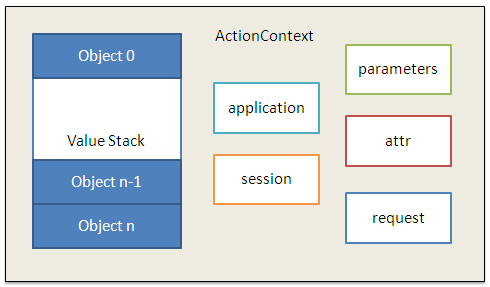 ActionContext
Object 0
Value Stack
Object n-1
Object n
application
session
parameters
attr
request